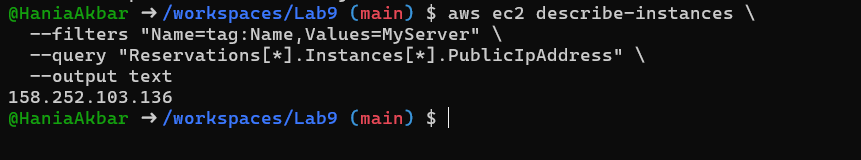 @HaniaAkbar ➜ /workspaces/Lab9 (main) $ aws ec2 describe-instances \
  --filters "Name=tag:Name,Values=MyServer" \
  --query "Reservations[*].Instances[*].PublicIpAddress" \
  --output text
158.252.103.136
@HaniaAkbar ➜ /workspaces/Lab9 (main) $